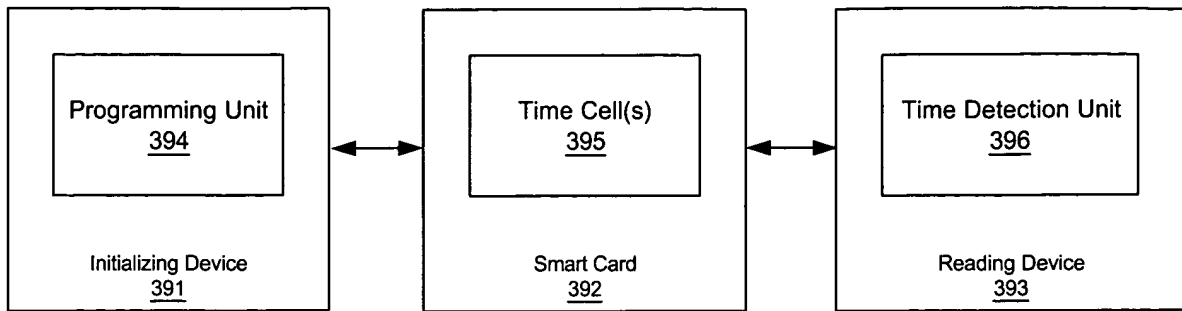 Programming Unit
394
Initializing Device
391
Time Cell(s)
395
Smart Card
392
Time Detection Unit
396
Reading Device
393